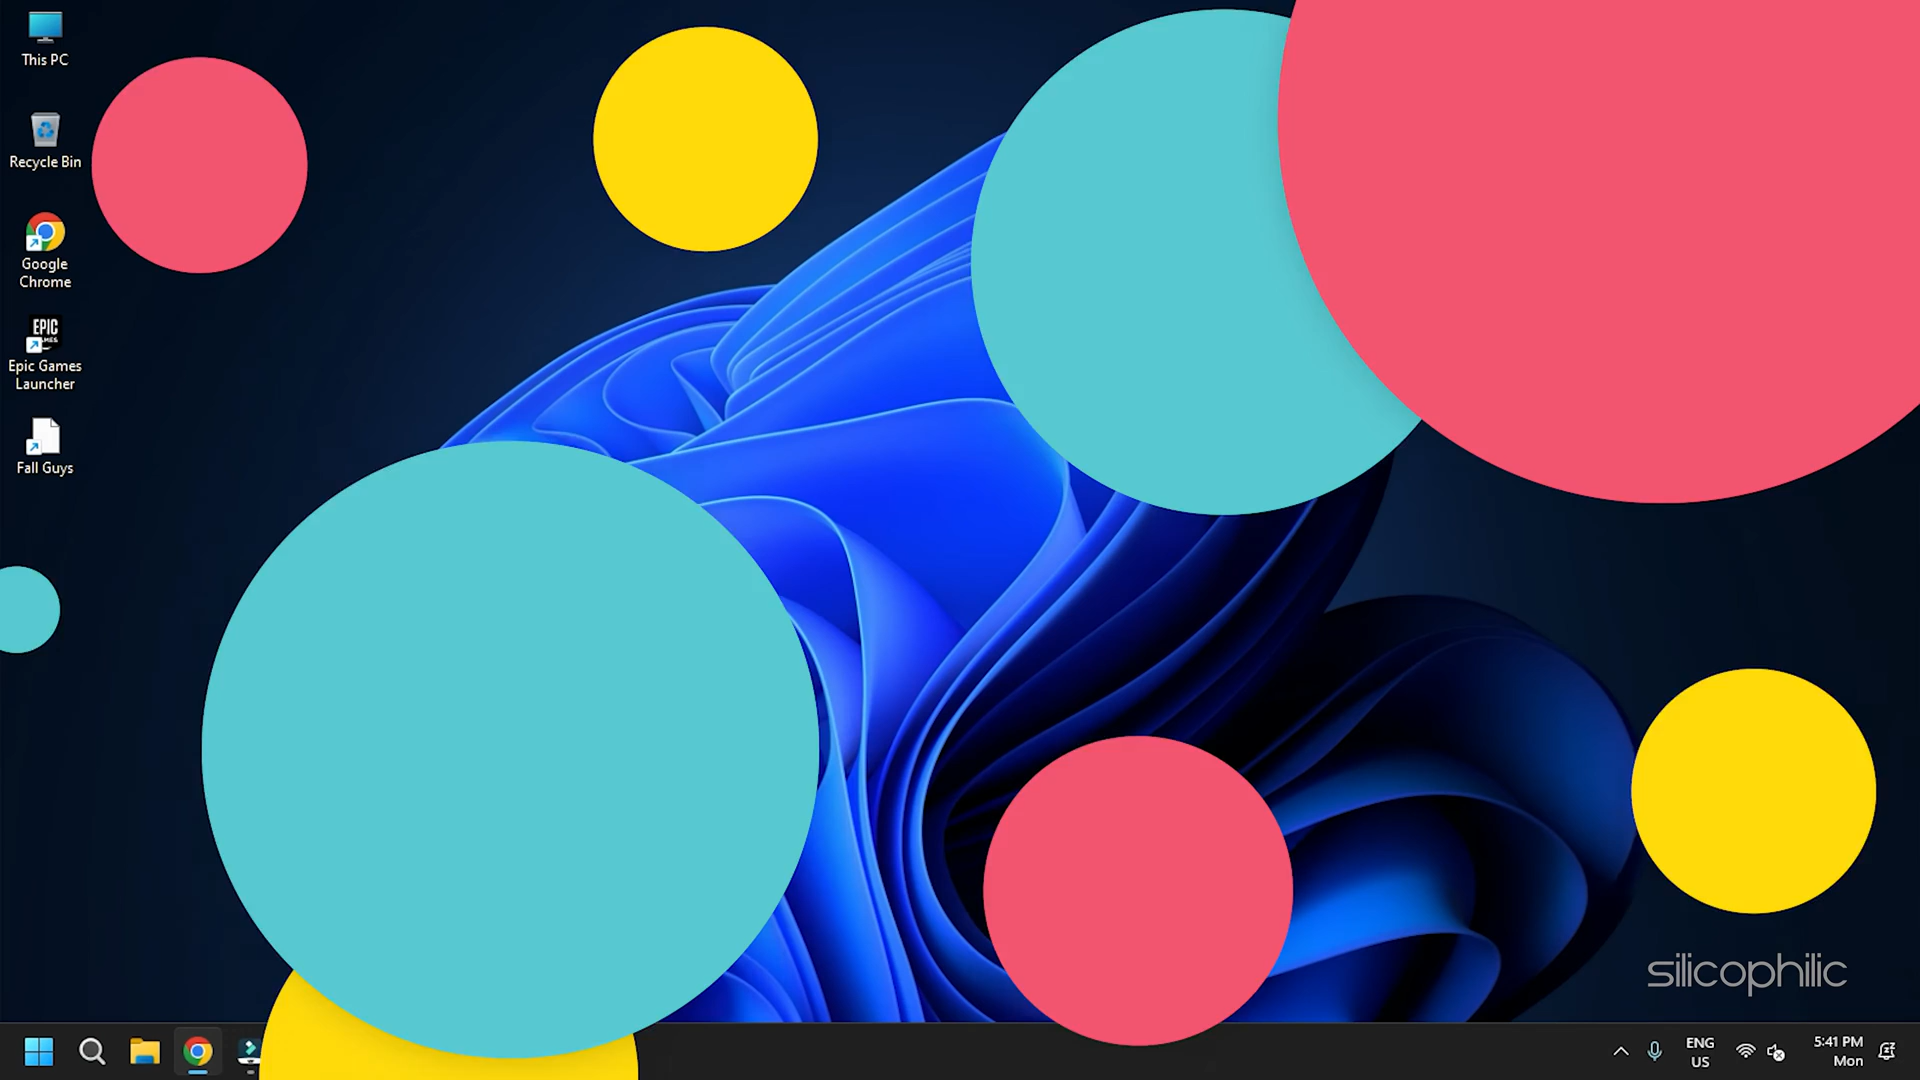 This PC
Recycle Bin
Google
Chrome
EPIC
Epic Games
Launcher
Fall Guys
silicophilic
ENG
US
5:41 PM
Mon